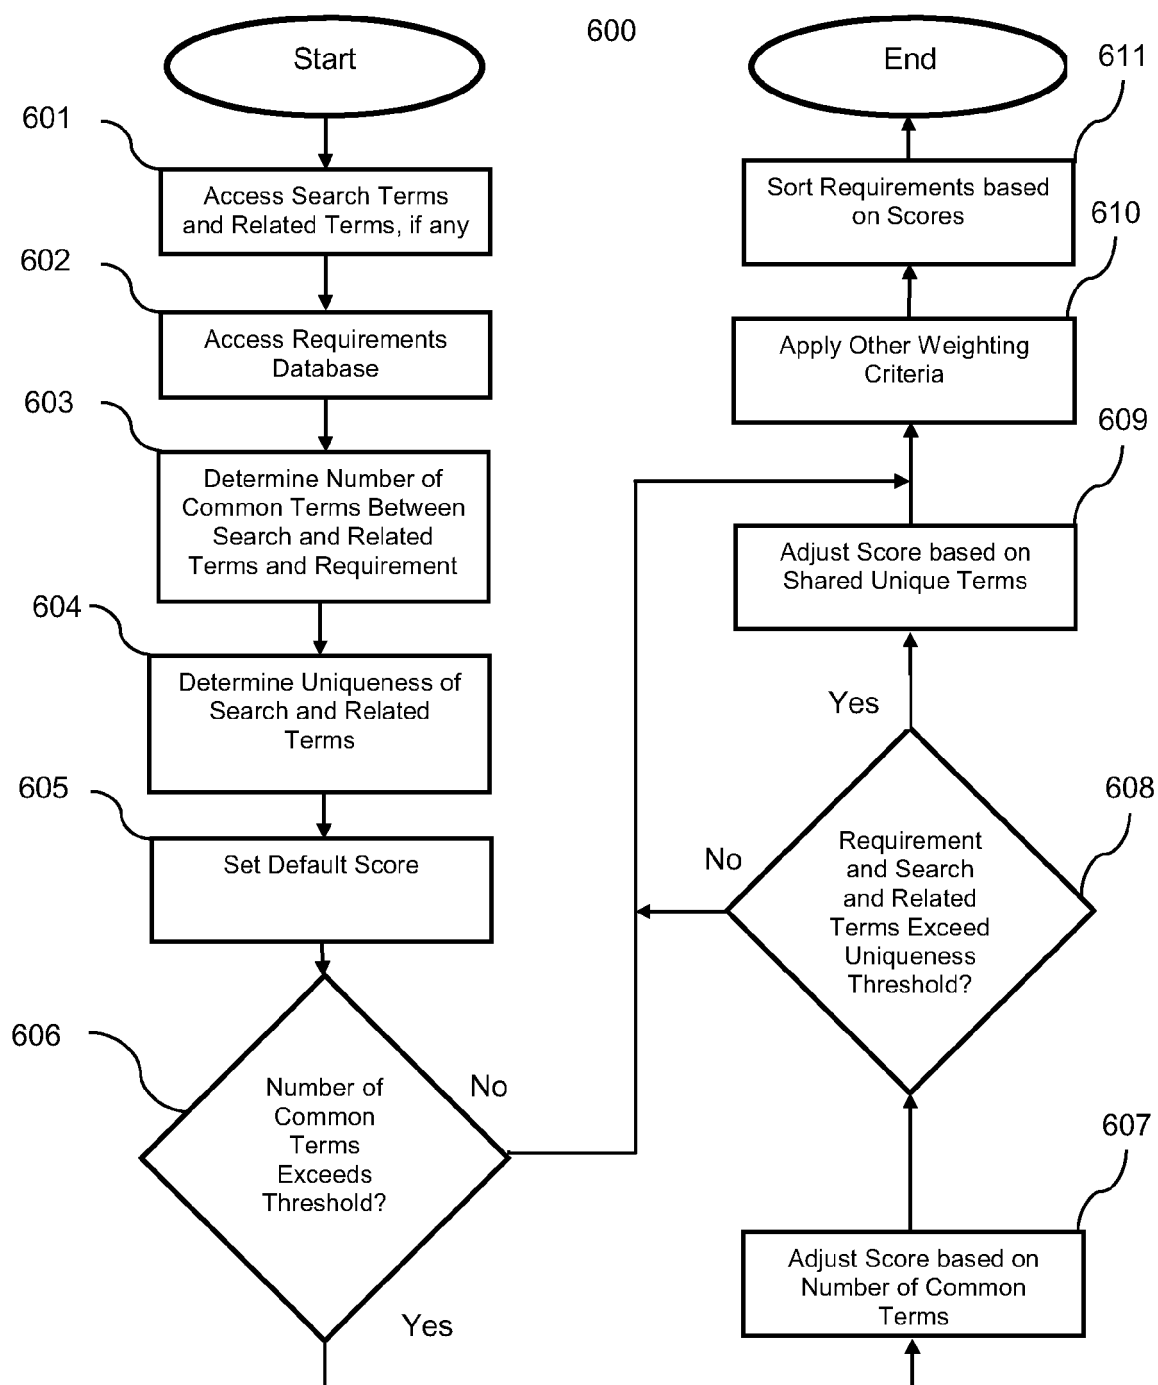 600
Start
601
Access Search Terms
and Related Terms, if any
602
Access Requirements
Database
603
Determine Number of
Common Terms Between
Search and Related
Terms and Requirement
604
Determine Uniqueness of
Search and Related
Terms
605
Set Default Score
606
Number of
Common
Terms
Exceeds
Threshold?
No
Yes
607
Adjust Score based on
Number of Common
Terms
608
Requirement
and Search
and Related
Terms Exceed
Uniqueness
Threshold?
No
Yes
609
Adjust Score based on
Shared Unique Terms
610
Apply Other Weighting
Criteria
611
Sort Requirements based
on Scores
End